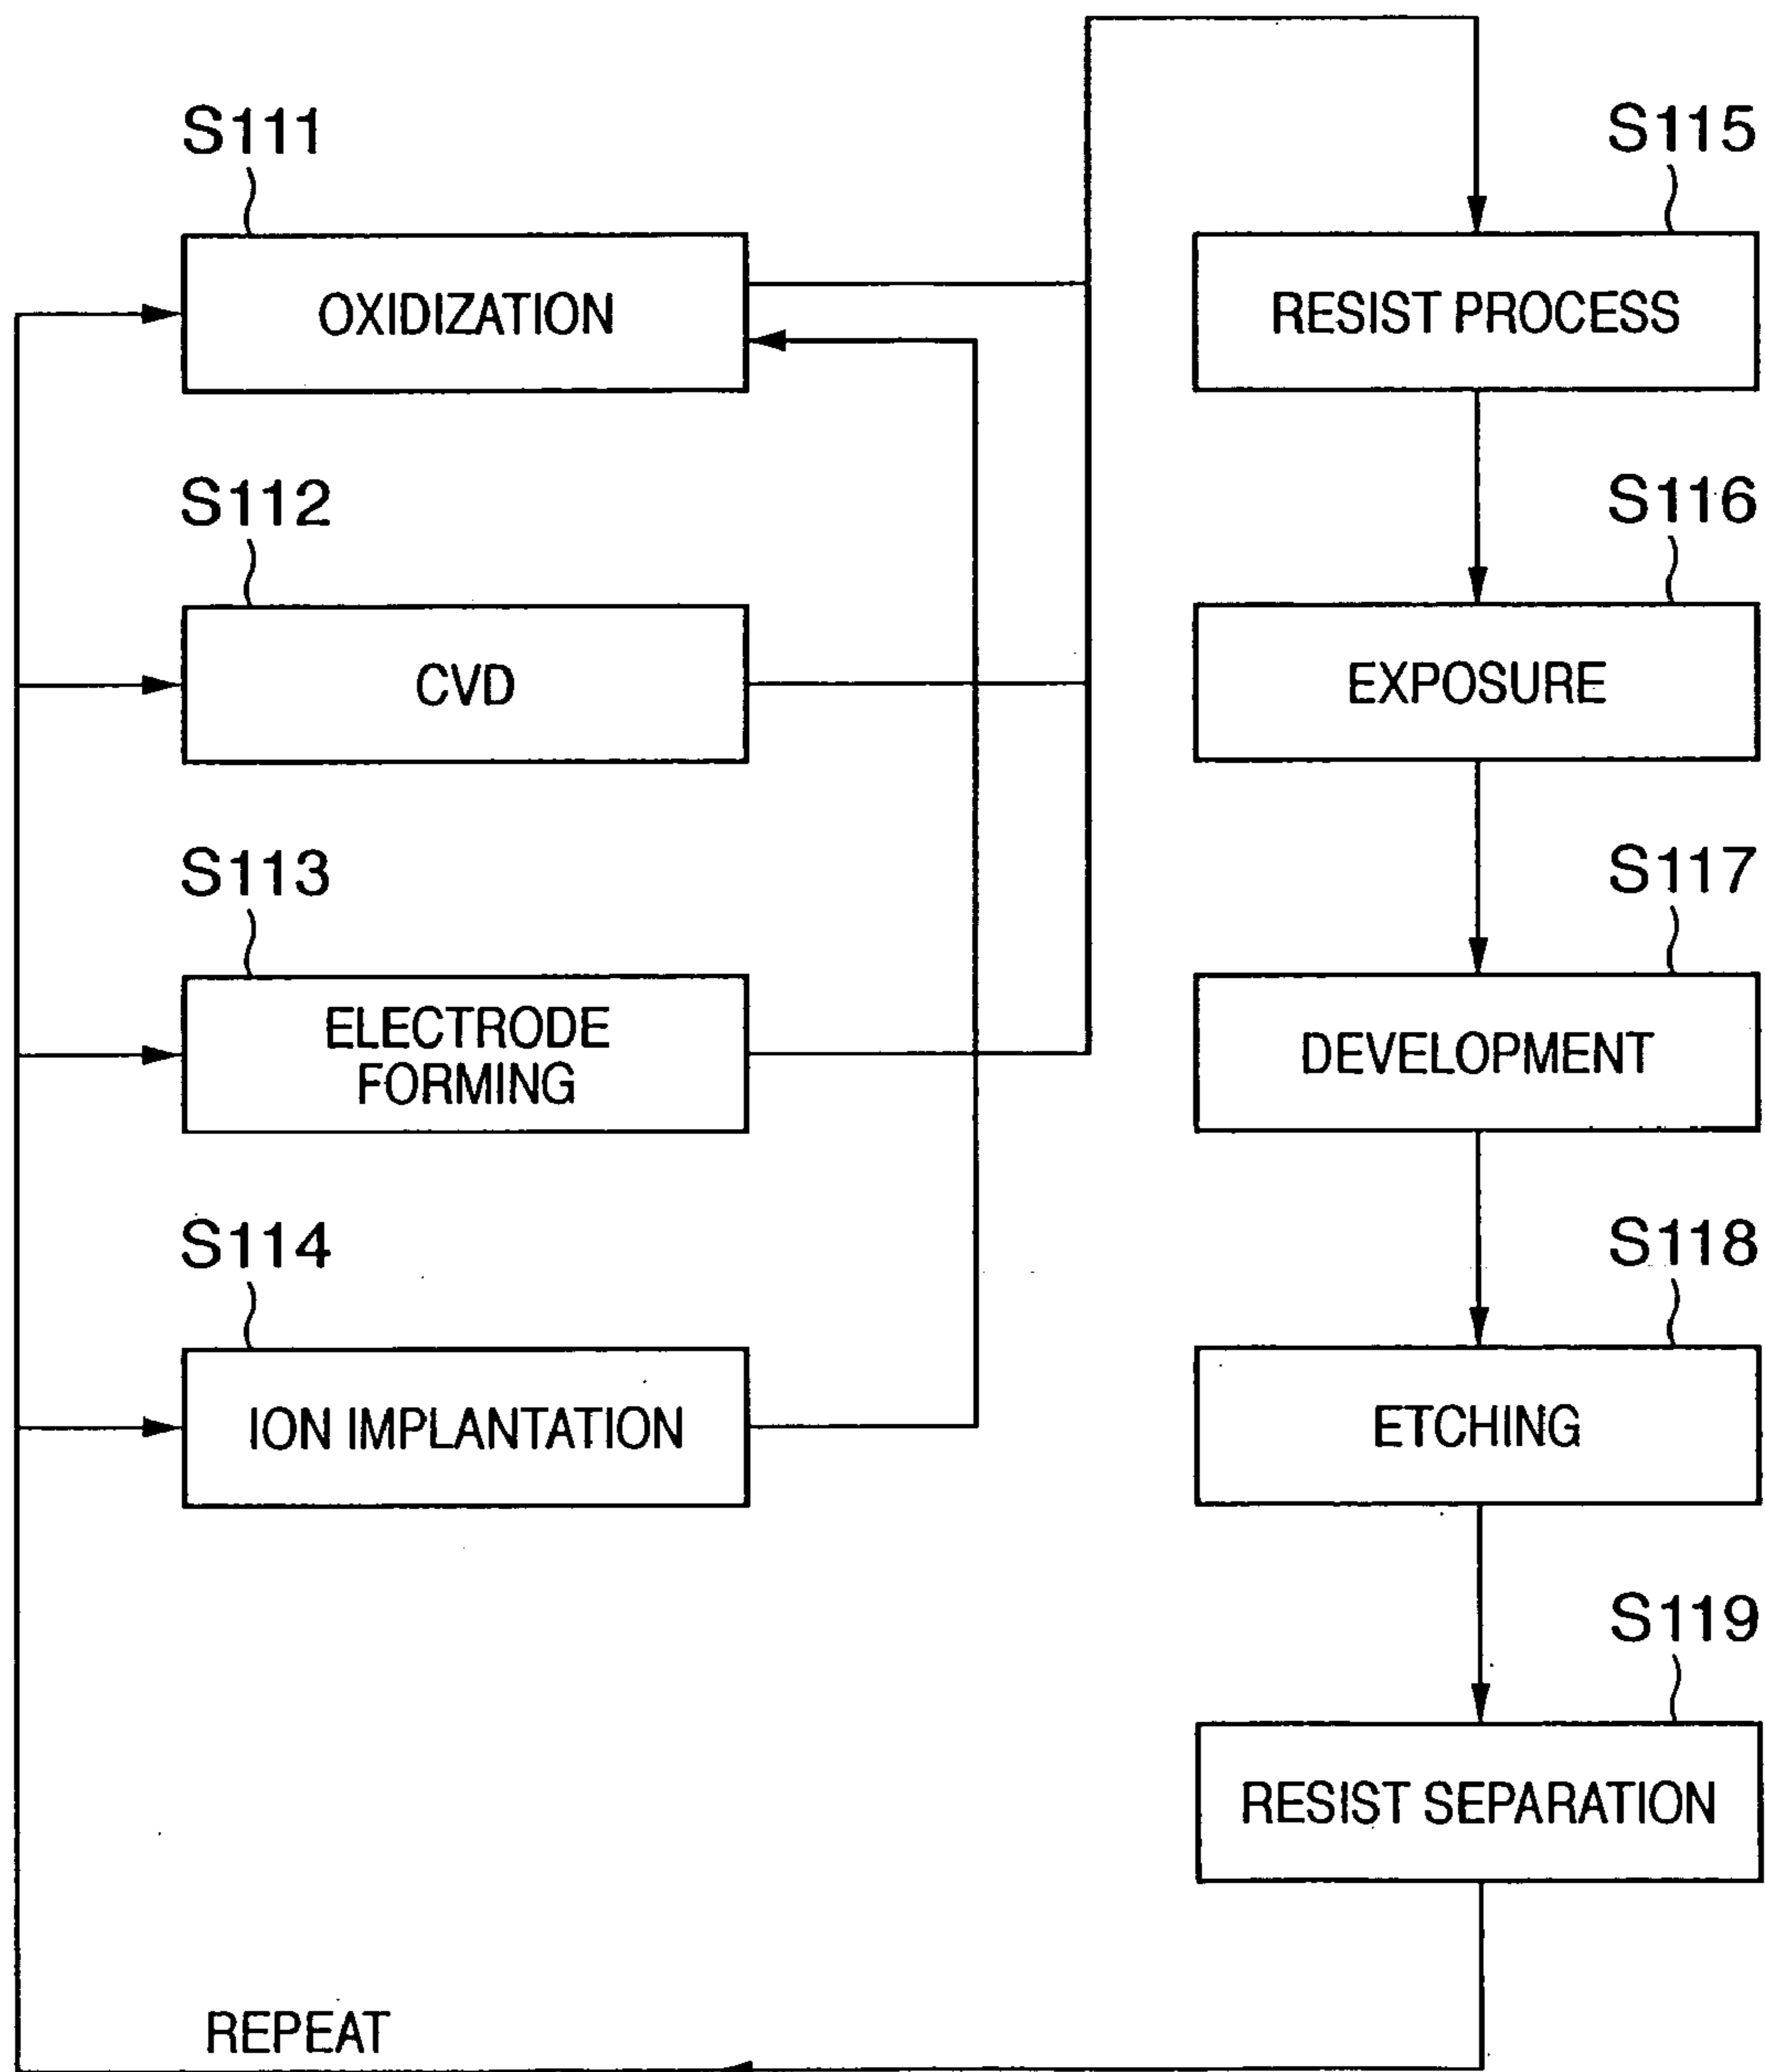 S111
OXIDIZATION
S112
CVD
S113
ELECTRODE
FORMING
S114
ION IMPLANTATION
S115
RESIST PROCESS
S116
EXPOSURE
S117
DEVELOPMENT
S118
ETCHING
S119
RESIST SEPARATION
REPEAT